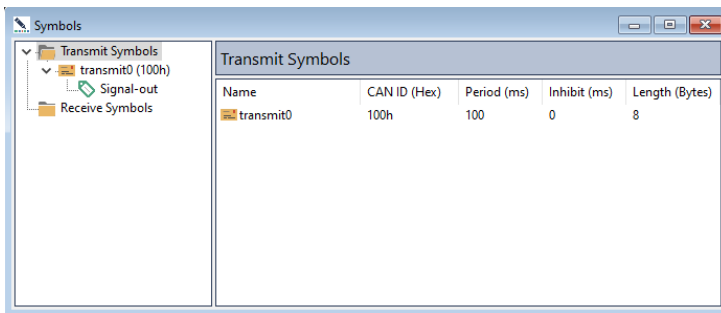 Symbols
Transmit Symbols
transmit0 (100h)
Signal-out
Receive Symbols
Transmit Symbols
Name CAN ID (Hex) Period (ms) Inhibit (ms) Length (Bytes)
transmit0 100h 100 0 8